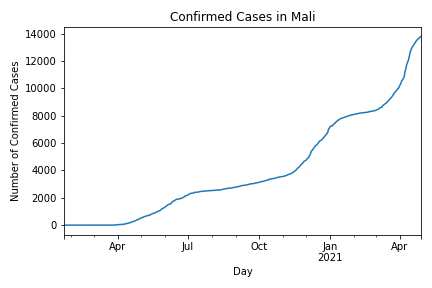 Confirmed Cases in Mali
Number of Confirmed Cases
14000
12000
10000
8000
6000
4000
2000
0
Apr
Jul
Oct
Jan
2021
Apr
Day